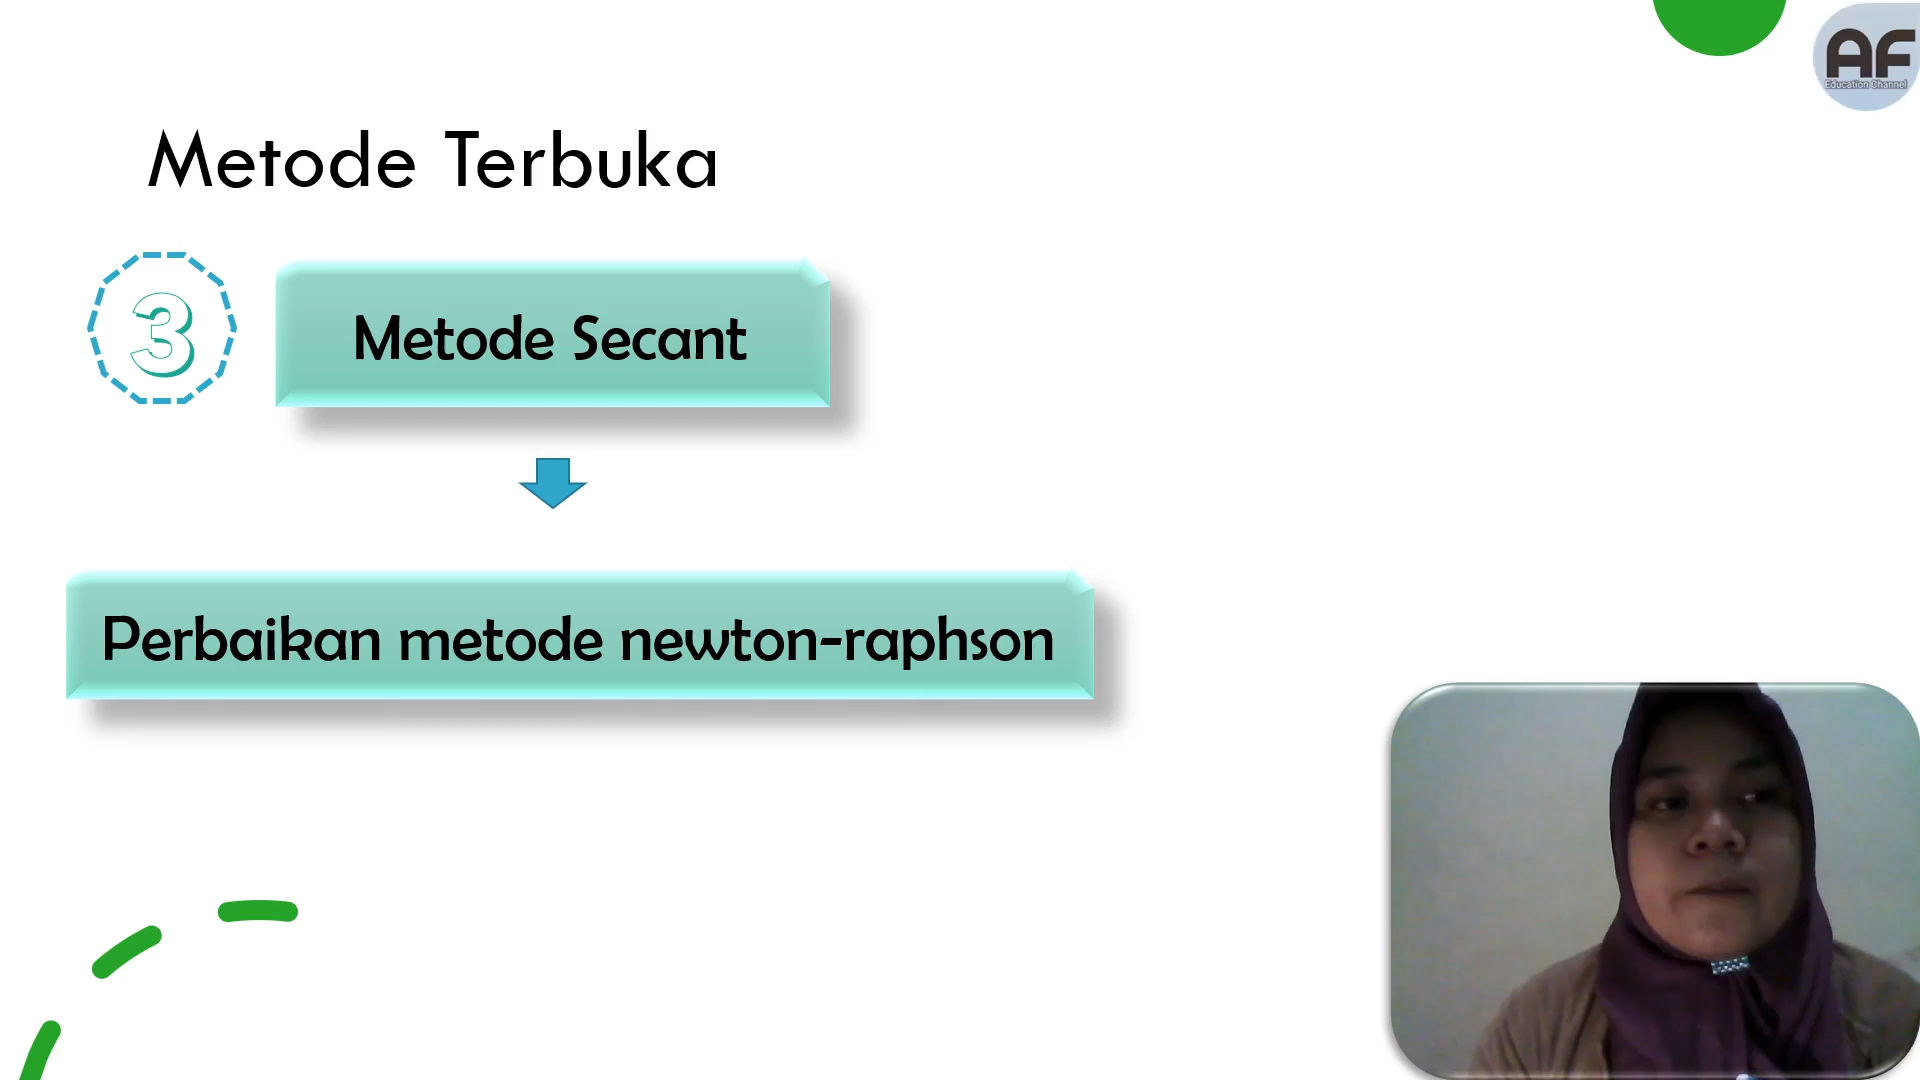 AF
Education Channel
Metode Terbuka
3
Metode Secant
Perbaikan metode newton-raphson